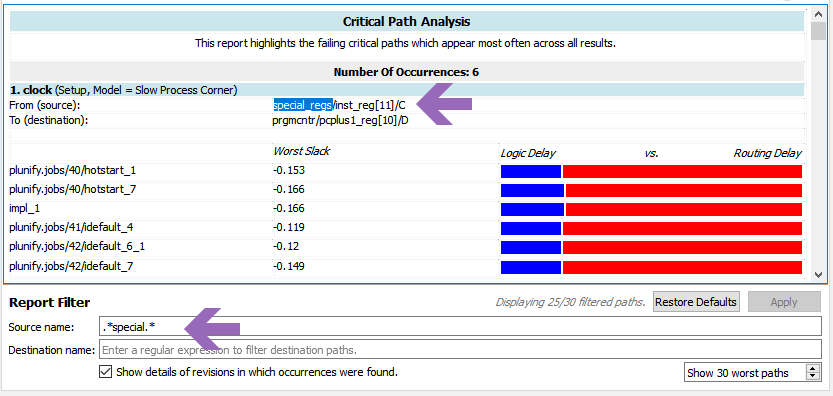 Critical Path Analysis
This report highlights the failing critical paths which appear most often across all results.
Number Of Occurrences: 6
1. clock (Setup, Model = Slow Process Corner)
From (source): special_regs/inst_reg[11]/C
To (destination): prgmcntr/pcplus1_reg[10]/D
Worst Slack Logic Delay vs. Routing Delay
plunify.jobs/40/hotstart_1 -0.153
plunify.jobs/40/hotstart_7 -0.166
impl_1 -0.166
plunify.jobs/41/idefault_4 -0.119
plunify.jobs/42/idefault_6_1 -0.12
plunify.jobs/42/idefault_7 -0.149
Report Filter Displaying 25/30 filtered paths. Restore Defaults Apply
Source name: .*special.*
Destination name: Enter a regular expression to filter destination paths.
Show details of revisions in which occurrences were found. Show 30 worst paths